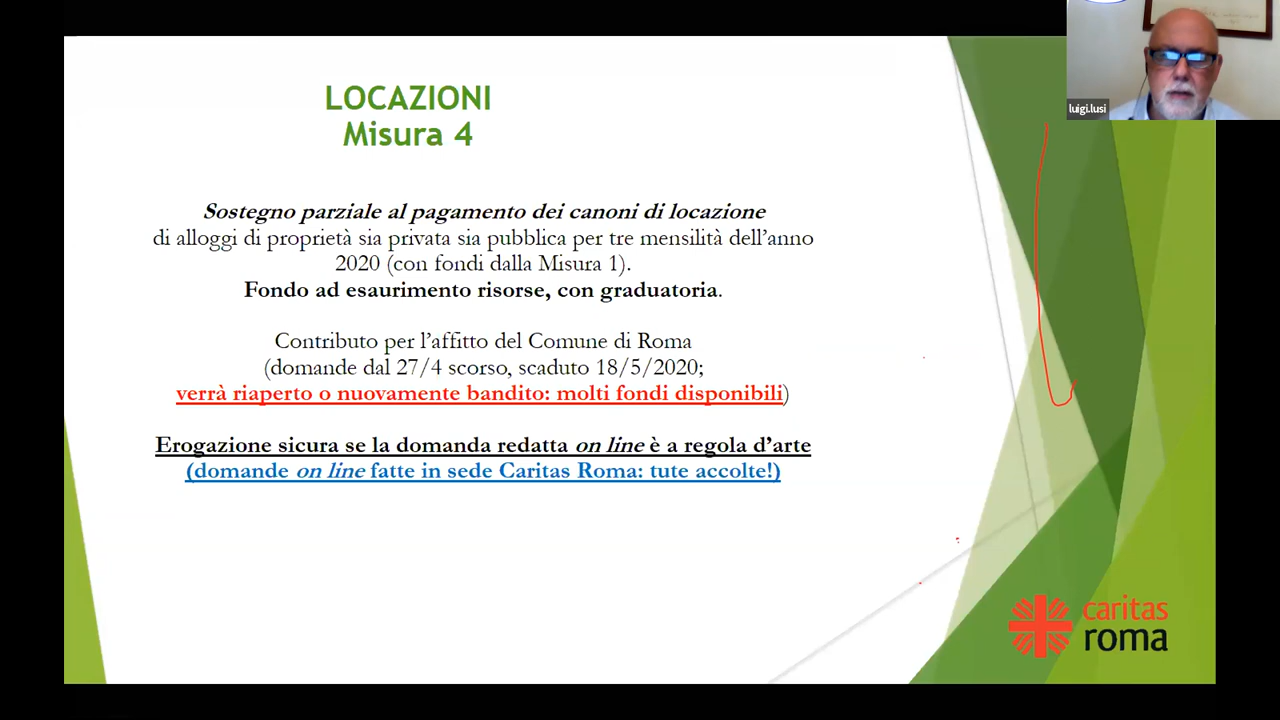 LOCAZIONI
Misura 4
Sostegno parziale al pagamento dei canoni di locazione
di alloggi di proprietà sia privata sia pubblica per tre mensilità dell'anno
2020 (con fondi dalla Misura 1).
Fondo ad esaurimento risorse, con graduatoria.
Contributo per l'affitto del Comune di Roma
(domande dal 27/4 scorso, scaduto 18/5/2020;
verrà riaperto o nuovamente bandito: molti fondi disponibili)
Erogazione sicura se la domanda redatta on line è a regola d'arte
(domande on line fatte in sede Caritas Roma: tute accolte!)
luigi.lusi
caritas
roma